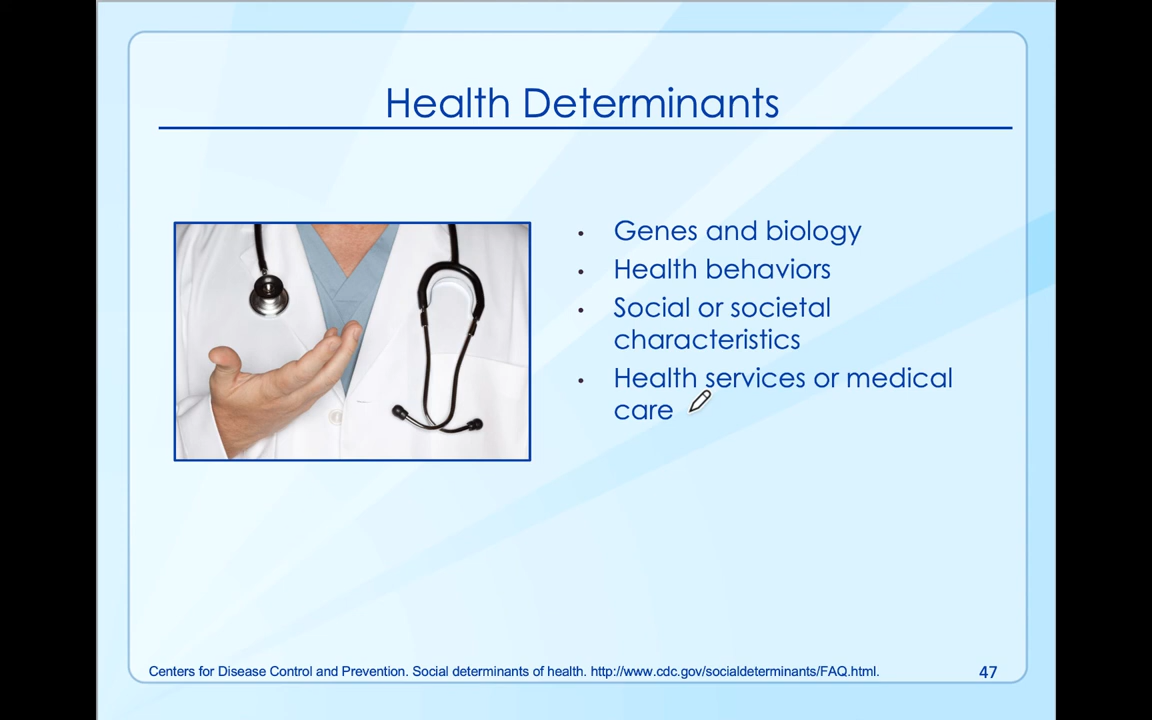 Health Determinants
• Genes and biology
• Health behaviors
• Social or societal
characteristics
• Health services or medical
care
Centers for Disease Control and Prevention. Social determinants of health. http://www.cdc.gov/socialdeterminants/FAQ.html.
47